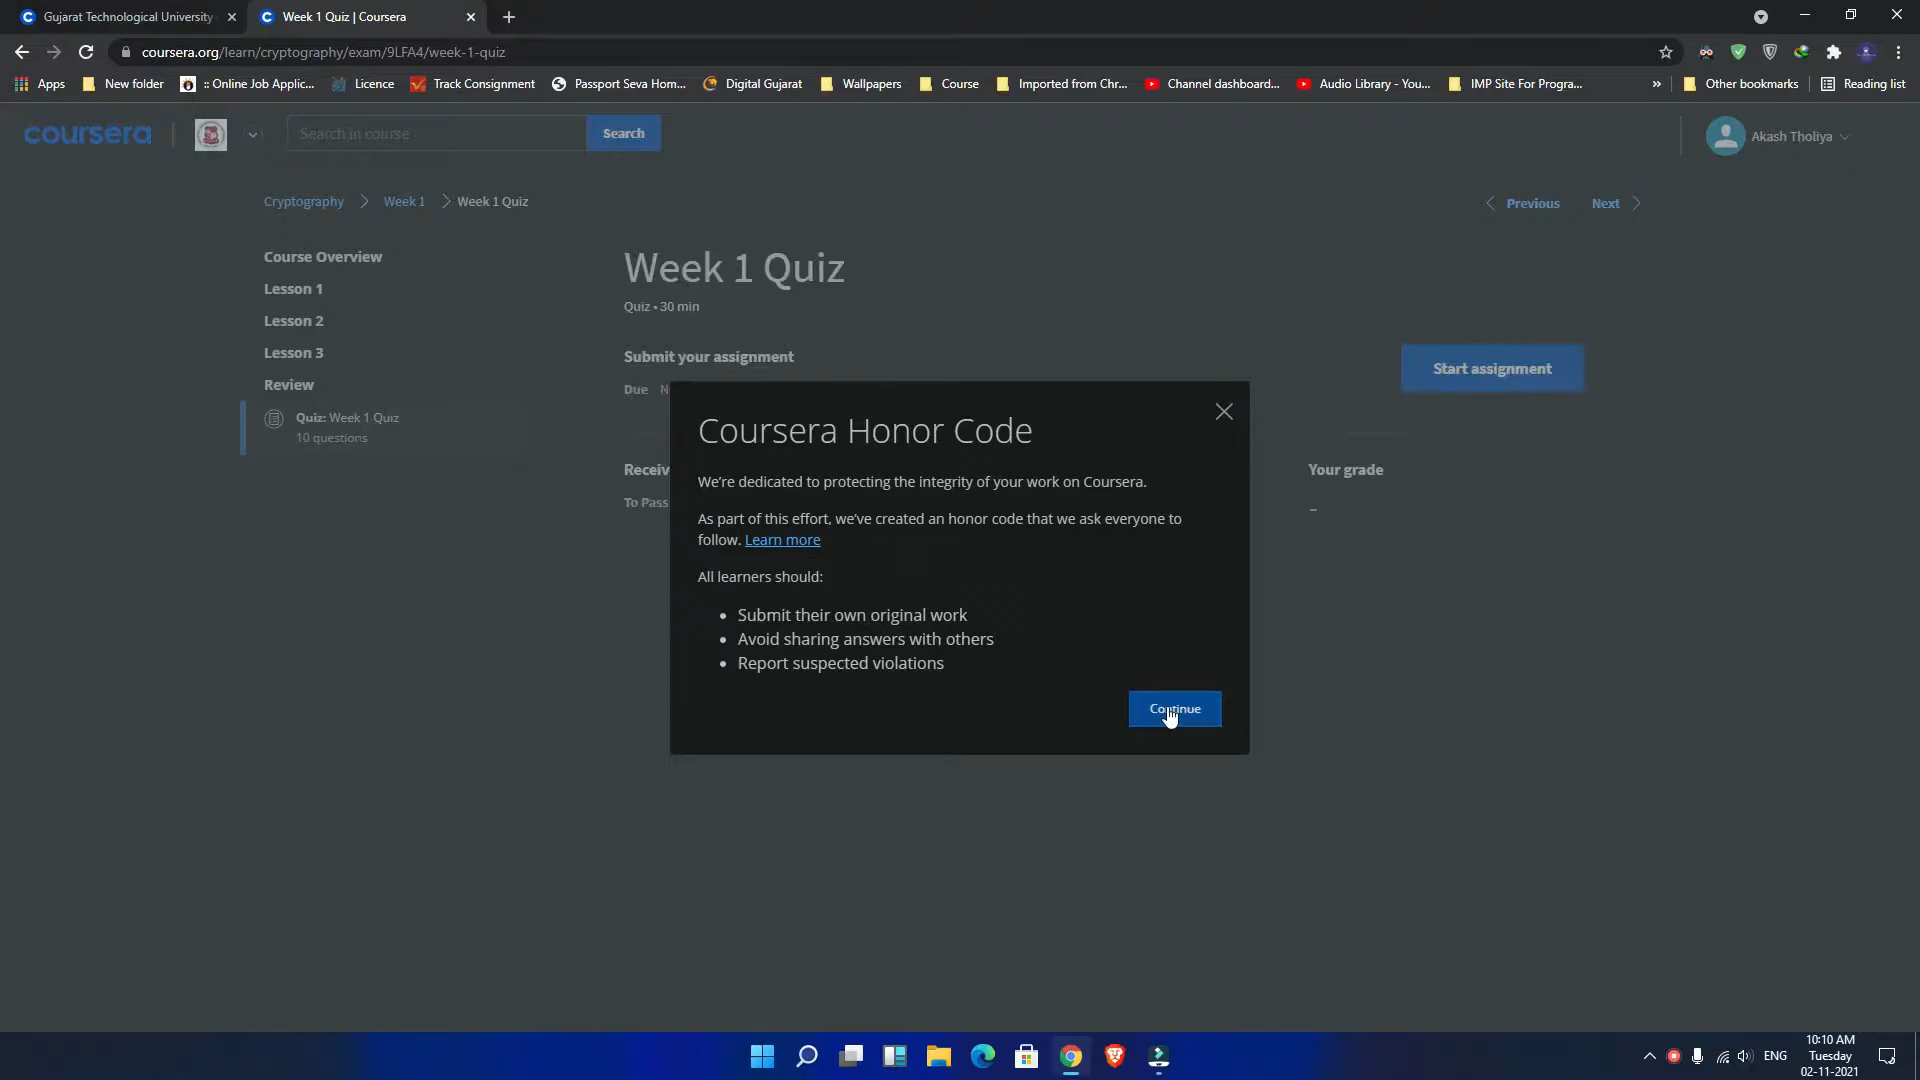 Gujarat Technological University
Week 1 Quiz | Coursera
coursera.org/learn/cryptography/exam/9LFA4/week-1-quiz
Apps New folder :: Online Job Applic... Licence Track Consignment Passport Seva Hom... Digital Gujarat Wallpapers Course Imported from Chr... Channel dashboard... Audio Library - You... IMP Site For Progra... » Other bookmarks Reading list
coursera Search in course Search Akash Tholiya
Cryptography Week 1 Week 1 Quiz Previous Next
Course Overview
Lesson 1
Lesson 2
Lesson 3
Review
Quiz: Week 1 Quiz
10 questions
Week 1 Quiz
Quiz • 30 min
Submit your assignment
Due
Start assignment
To Pass
Your grade
–
Coursera Honor Code
We're dedicated to protecting the integrity of your work on Coursera.
As part of this effort, we've created an honor code that we ask everyone to
follow. Learn more
All learners should:
• Submit their own original work
• Avoid sharing answers with others
• Report suspected violations
Continue
ENG
10:10 AM
Tuesday
02-11-2021